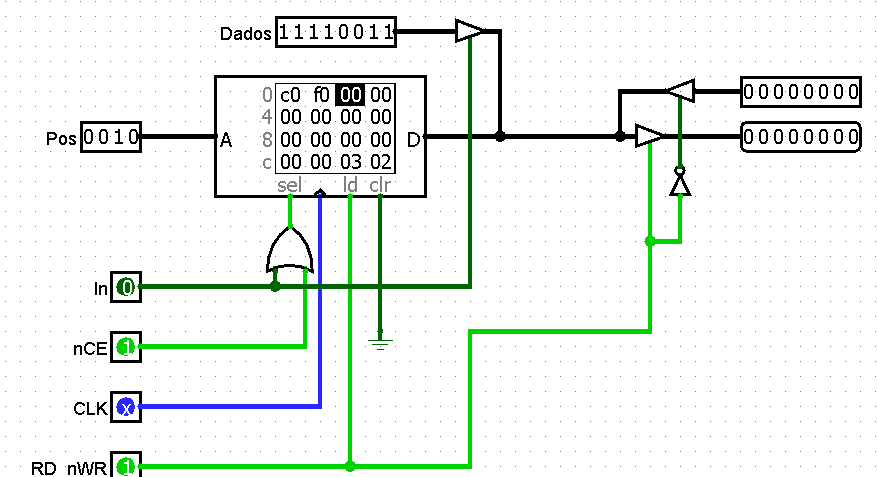 Dados 11110011
0 c0 f0 00 00
4 00 00 00 00
8 00 00 00 00
c 00 00 03 02
A
D
sel ld clr
Pos 0010
00000000
00000000
In 0
nCE 1
CLK x
RD nWR 1